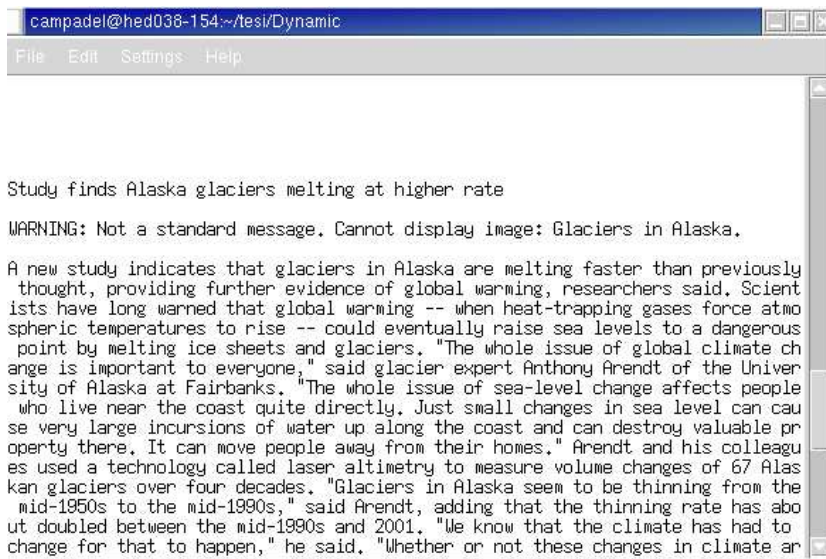 campadel@hed038-154:~/tesi/Dynamic
File Edit Settings Help
Study finds Alaska glaciers melting at higher rate
WARNING: Not a standard message. Cannot display image: Glaciers in Alaska.
A new study indicates that glaciers in Alaska are melting faster than previously
thought, providing further evidence of global warming, researchers said. Scient
ists have long warned that global warming -- when heat-trapping gases force atmo
spheric temperatures to rise -- could eventually raise sea levels to a dangerous
point by melting ice sheets and glaciers. "The whole issue of global climate ch
ange is important to everyone," said glacier expert Anthony Arendt of the Univer
sity of Alaska at Fairbanks. "The whole issue of sea-level change affects people
who live near the coast quite directly. Just small changes in sea level can cau
se very large incursions of water up along the coast and can destroy valuable pr
operty there. It can move people away from their homes." Arendt and his colleagu
es used a technology called laser altimetry to measure volume changes of 67 Alas
kan glaciers over four decades. "Glaciers in Alaska seem to be thinning from the
mid-1950s to the mid-1990s," said Arendt, adding that the thinning rate has abo
ut doubled between the mid-1990s and 2001. "We know that the climate has had to
change for that to happen," he said. "Whether or not these changes in climate ar